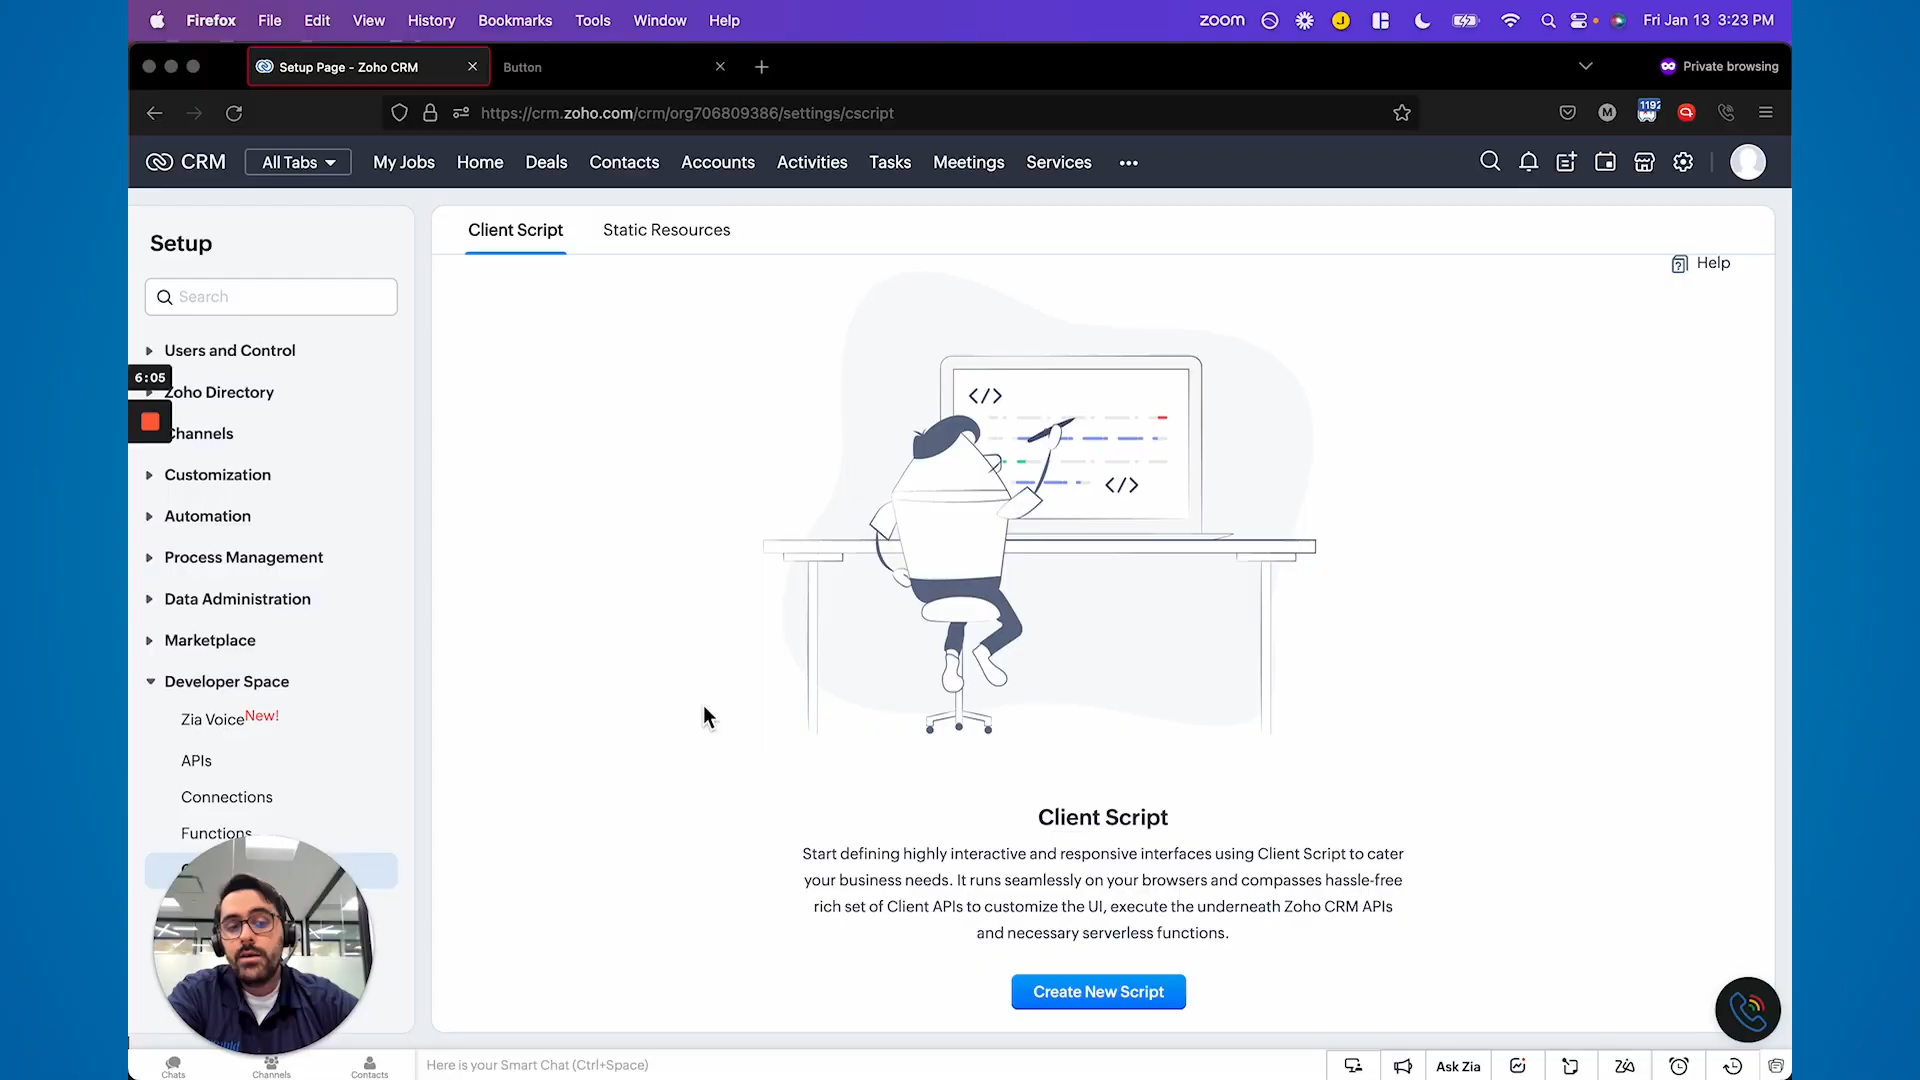 Firefox File Edit View History Bookmarks Tools Window Help
zoom J Fri Jan 13 3:23 PM
Setup Page - Zoho CRM
Button
Private browsing
https://crm.zoho.com/crm/org706809386/settings/cscript
M
1192
CRM All Tabs My Jobs Home Deals Contacts Accounts Activities Tasks Meetings Services
Setup
Search
Users and Control
6:05
Zoho Directory
Channels
Customization
Automation
Process Management
Data Administration
Marketplace
Developer Space
Zia Voice New!
APIs
Connections
Functions
Client Script Static Resources
Help
</>
</>
Client Script
Start defining highly interactive and responsive interfaces using Client Script to cater
your business needs. It runs seamlessly on your browsers and compasses hassle-free
rich set of Client APIs to customize the UI, execute the underneath Zoho CRM APIs
and necessary serverless functions.
Create New Script
Chats Channels Contacts
Here is your Smart Chat (Ctrl+Space)
Ask Zia